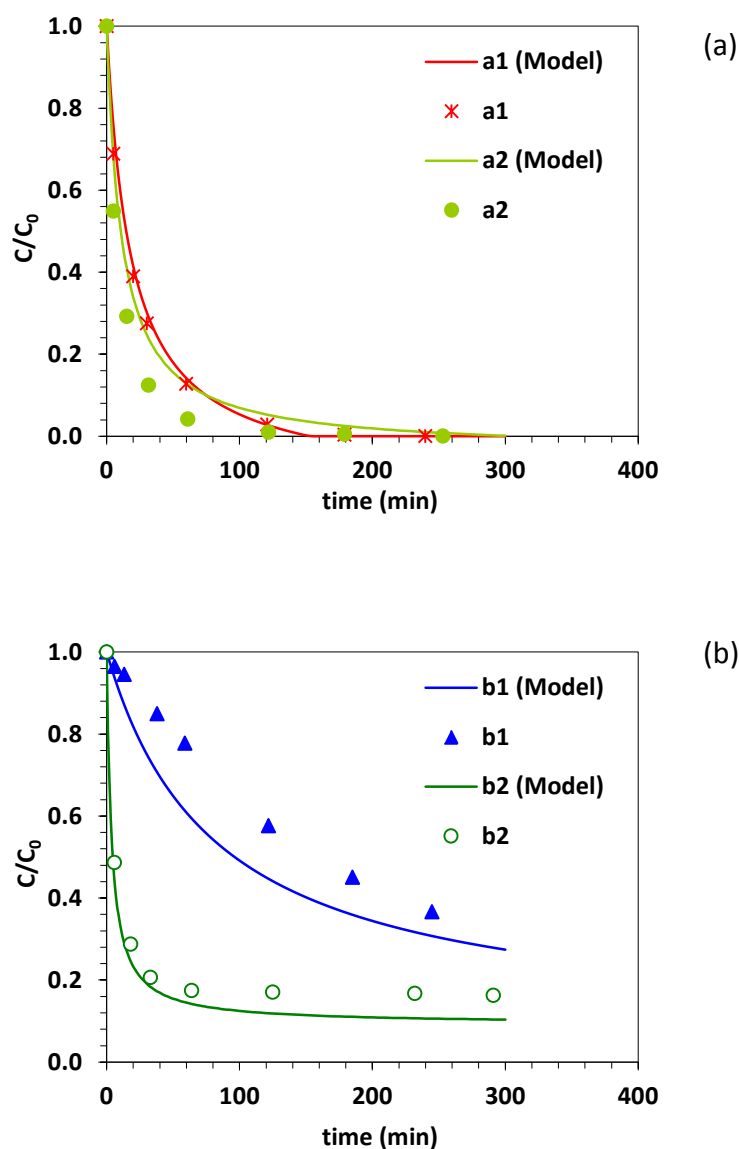 (a)
a1 (Model)
a1
a2 (Model)
a2
C/C₀
1.0
0.8
0.6
0.4
0.2
0.0
0 100 200 300 400
time (min)
(b)
b1 (Model)
b1
b2 (Model)
b2
C/C₀
1.0
0.8
0.6
0.4
0.2
0.0
0 100 200 300 400
time (min)